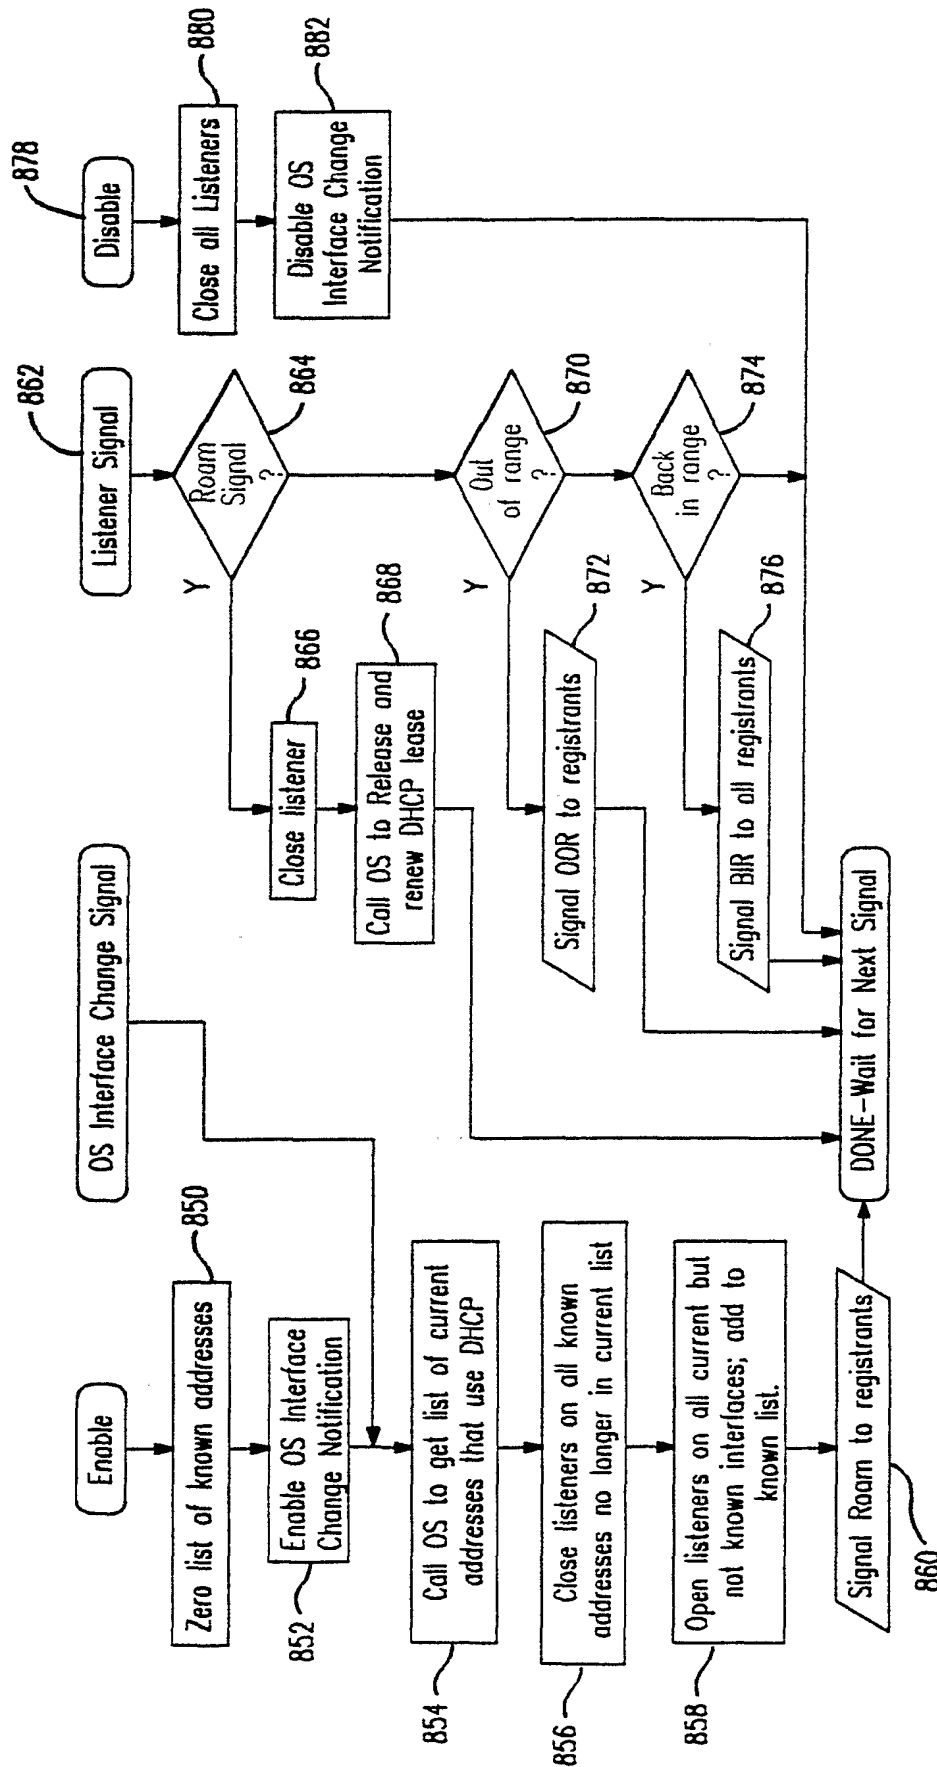 Enable
850
Zero list of known addresses
852
Enable OS Interface
Change Notification
OS Interface Change Signal
854
Call OS to get list of current
addresses that use DHCP
856
Close listeners on all known
addresses no longer in current list
858
Open listeners on all current but
not known interfaces; add to
known list.
860
Signal Roam to registrants
Listener Signal
862
Roam
Signal
?
864
Y
Close listener
866
Call OS to Release and
renew DHCP lease
868
Out
of range
?
870
Y
Signal OOR to registrants
872
Back
in range
?
874
Y
Signal BIR to all registrants
876
Disable
878
Close all Listeners
880
Disable OS
Interface Change
Notification
882
DONE-Wait for Next Signal